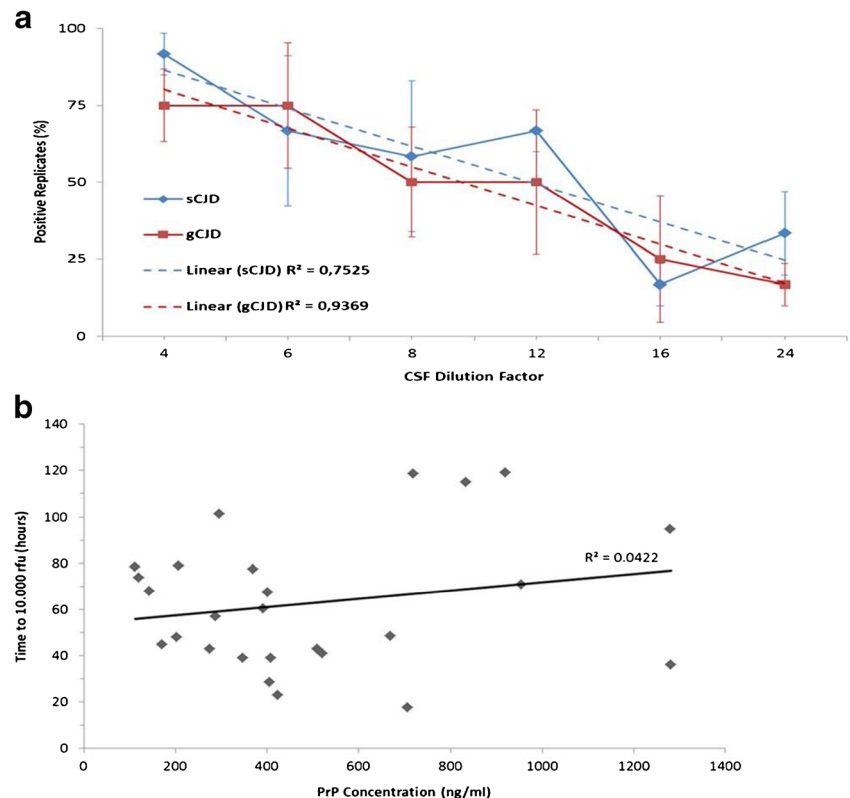 a
100
75
50
25
0
Positive Replicates (%)
sCJD
gCJD
Linear (sCJD) R² = 0,7525
Linear (gCJD) R² = 0,9369
4 6 8 12 16 24
CSF Dilution Factor
b
140
120
100
80
60
40
20
0
Time to 10.000 rfu (hours)
R² = 0.0422
0 200 400 600 800 1000 1200 1400
PrP Concentration (ng/ml)